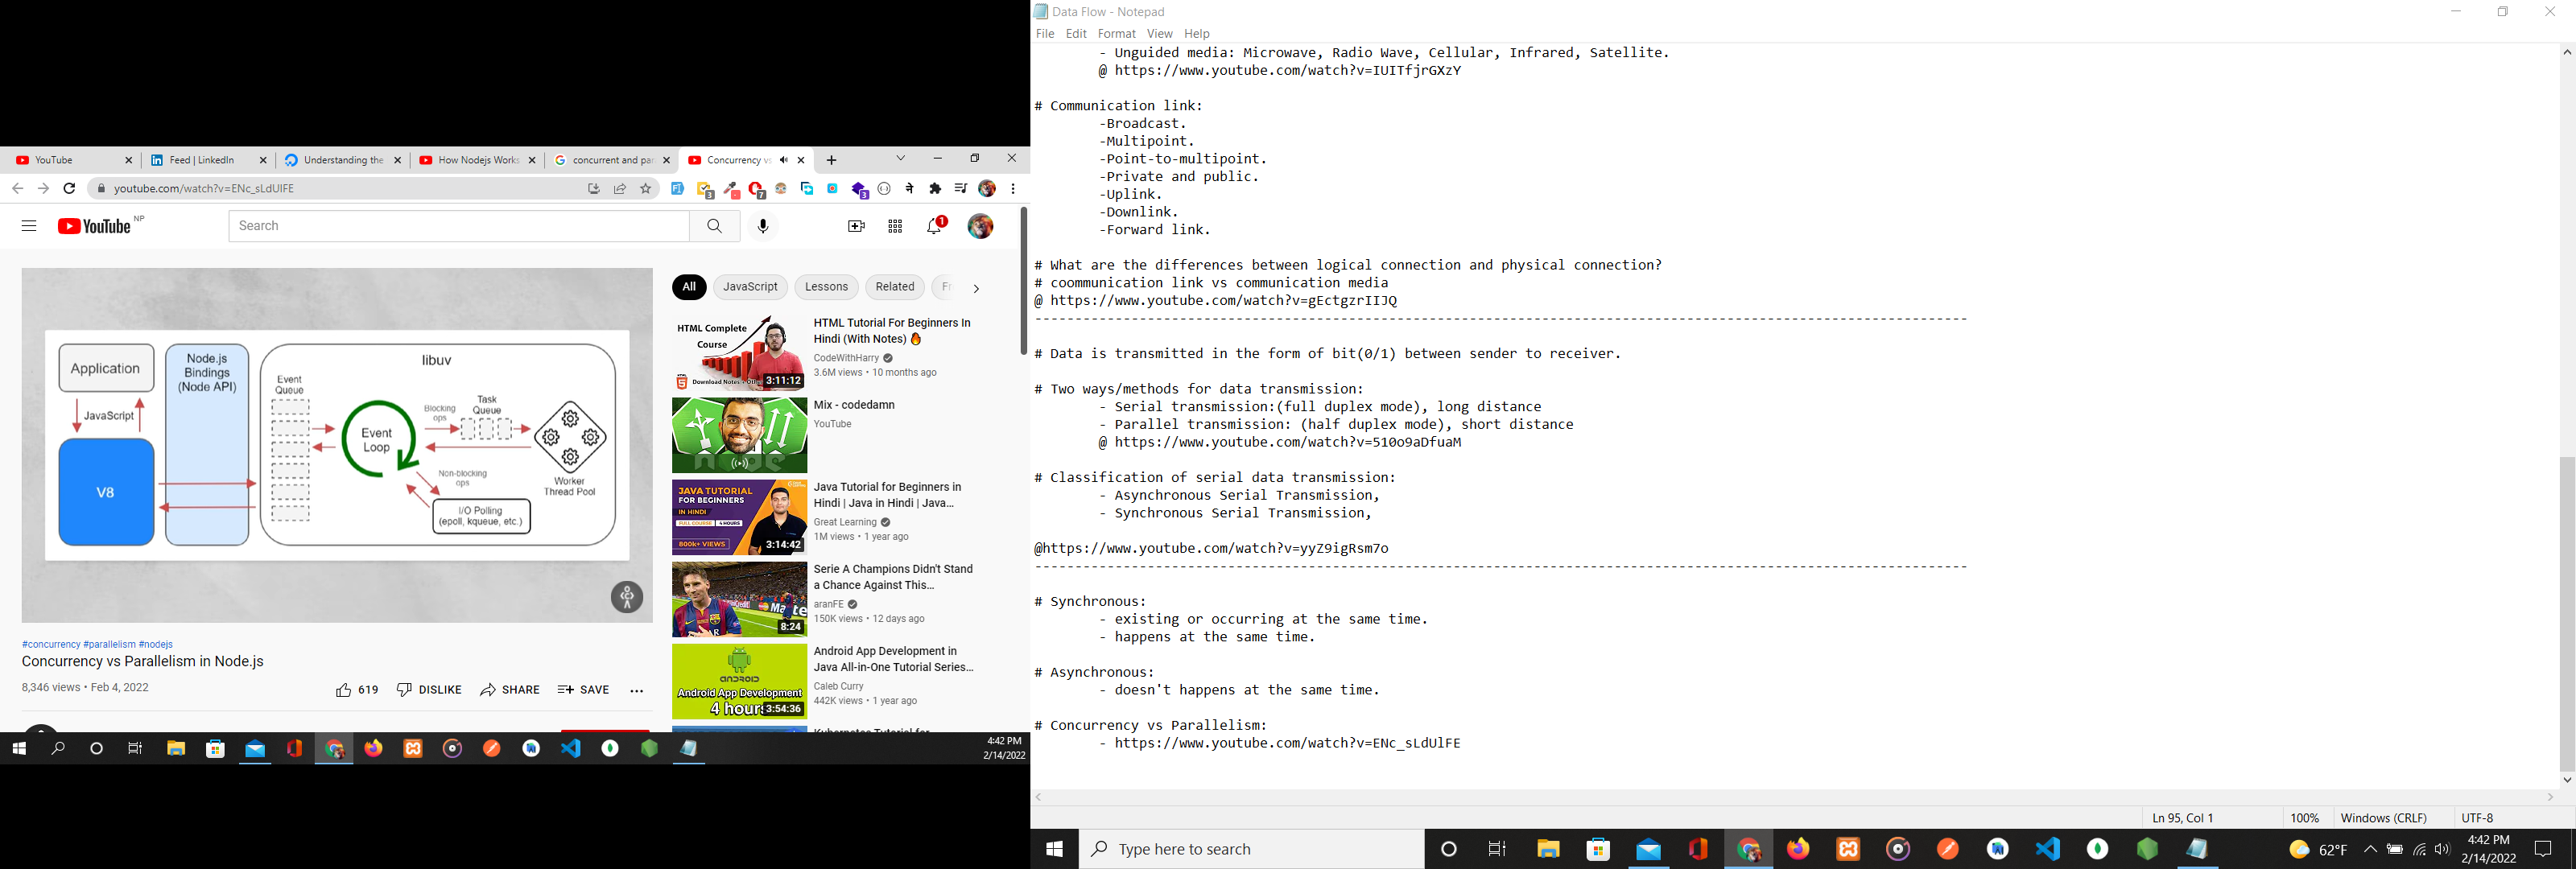 YouTube
Feed | LinkedIn
Understanding the
How Nodejs Works
concurrent and par
Concurrency vs
youtube.com/watch?v=ENc_sLdUlFE
3
7
3
YouTube NP
Search
1
Application
JavaScript
V8
Node.js
Bindings
(Node API)
libuv
Event
Queue
Event
Loop
Blocking
ops
Task
Queue
Non-blocking
ops
I/O Polling
(epoll, kqueue, etc.)
Worker
Thread Pool
#concurrency #parallelism #nodejs
Concurrency vs Parallelism in Node.js
8,346 views • Feb 4, 2022
619
DISLIKE
SHARE
SAVE
All
JavaScript
Lessons
Related
Fr
HTML Complete
Course
3:11:12
HTML Tutorial For Beginners In
Hindi (With Notes)
CodeWithHarry
3.6M views • 10 months ago
Mix - codedamn
YouTube
JAVA TUTORIAL
FOR BEGINNERS
IN HINDI
FULL COURSE 4 HOURS
800k+ VIEWS
3:14:42
Java Tutorial for Beginners in
Hindi | Java in Hindi | Java...
Great Learning
1M views • 1 year ago
8:24
Serie A Champions Didn't Stand
a Chance Against This...
aranFE
150K views • 12 days ago
ANDROID
Android App Development
4 hours
3:54:36
Android App Development in
Java All-in-One Tutorial Series...
Caleb Curry
442K views • 1 year ago
Kubernetes Tutorial for
4:42 PM
2/14/2022
Data Flow - Notepad
File Edit Format View Help
- Unguided media: Microwave, Radio Wave, Cellular, Infrared, Satellite.
@ https://www.youtube.com/watch?v=IUITfjrGXzY
# Communication link:
-Broadcast.
-Multipoint.
-Point-to-multipoint.
-Private and public.
-Uplink.
-Downlink.
-Forward link.
# What are the differences between logical connection and physical connection?
# coommunication link vs communication media
@ https://www.youtube.com/watch?v=gEctgzrIIJQ
--------------------------------------------------------------------------------------------------------------------
# Data is transmitted in the form of bit(0/1) between sender to receiver.
# Two ways/methods for data transmission:
- Serial transmission:(full duplex mode), long distance
- Parallel transmission: (half duplex mode), short distance
@ https://www.youtube.com/watch?v=510o9aDfuaM
# Classification of serial data transmission:
- Asynchronous Serial Transmission,
- Synchronous Serial Transmission,
@https://www.youtube.com/watch?v=yyZ9igRsm7o
--------------------------------------------------------------------------------------------------------------------
# Synchronous:
- existing or occurring at the same time.
- happens at the same time.
# Asynchronous:
- doesn't happens at the same time.
# Concurrency vs Parallelism:
- https://www.youtube.com/watch?v=ENc_sLdUlFE
Ln 95, Col 1
100%
Windows (CRLF)
UTF-8
Type here to search
62°F
4:42 PM
2/14/2022